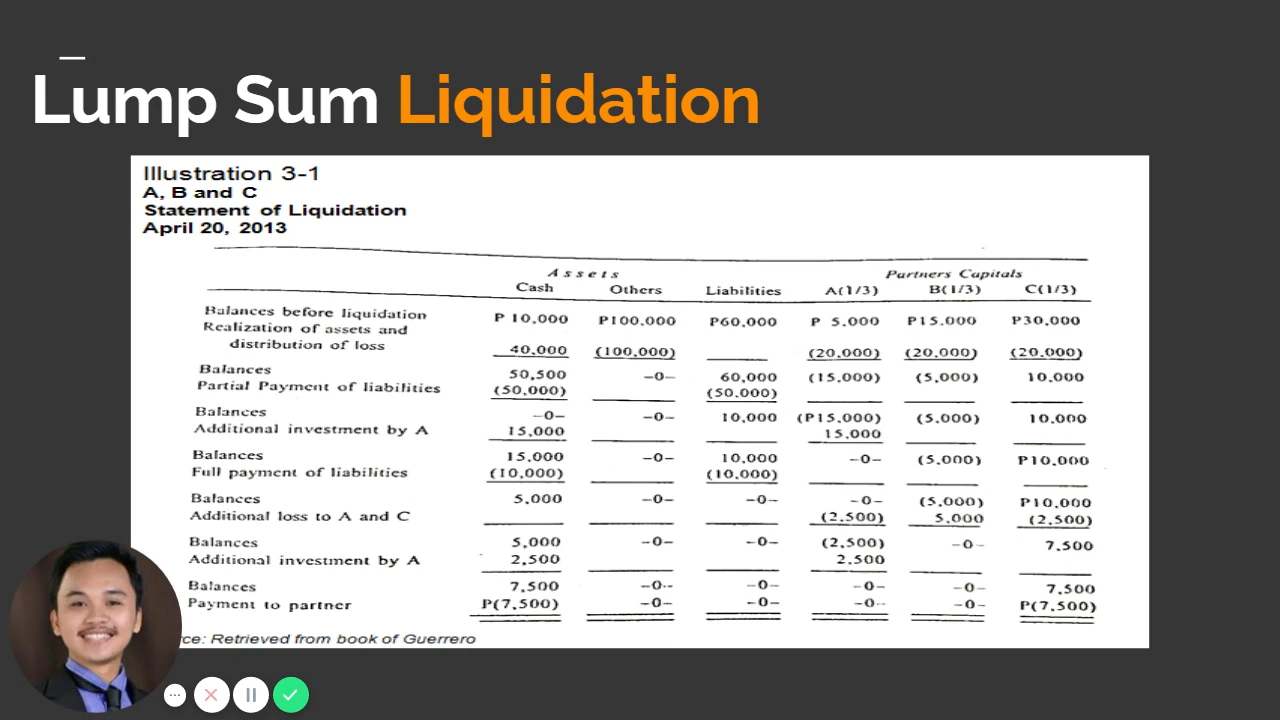 Lump Sum Liquidation
Illustration 3-1
A, B and C
Statement of Liquidation
April 20, 2013
Assets Partners Capitals
Cash Others Liabilities A(1/3) B(1/3) C(1/3)
Balances before liquidation P 10,000 P100,000 P60,000 P 5.000 P15.000 P30,000
Realization of assets and
distribution of loss 40,000 (100,000) (20,000) (20,000) (20,000)
Balances 50,500 -0- 60,000 (15,000) (5,000) 10,000
Partial Payment of liabilities (50,000) (50.000)
Balances -0- -0- 10,000 (P15,000) (5,000) 10,000
Additional investment by A 15,000 15.000
Balances 15,000 -0- 10,000 -0- (5,000) P10,000
Full payment of liabilities (10,000) (10,000)
Balances 5,000 -0- -0- -0- (5,000) P10,000
Additional loss to A and C (2,500) 5,000 (2,500)
Balances 5,000 -0- -0- (2,500) -0- 7,500
Additional investment by A 2,500 2,500
Balances 7,500 -0- -0- -0- -0- 7,500
Payment to partner P(7,500) -0- -0- -0- -0- P(7,500)
ce: Retrieved from book of Guerrero